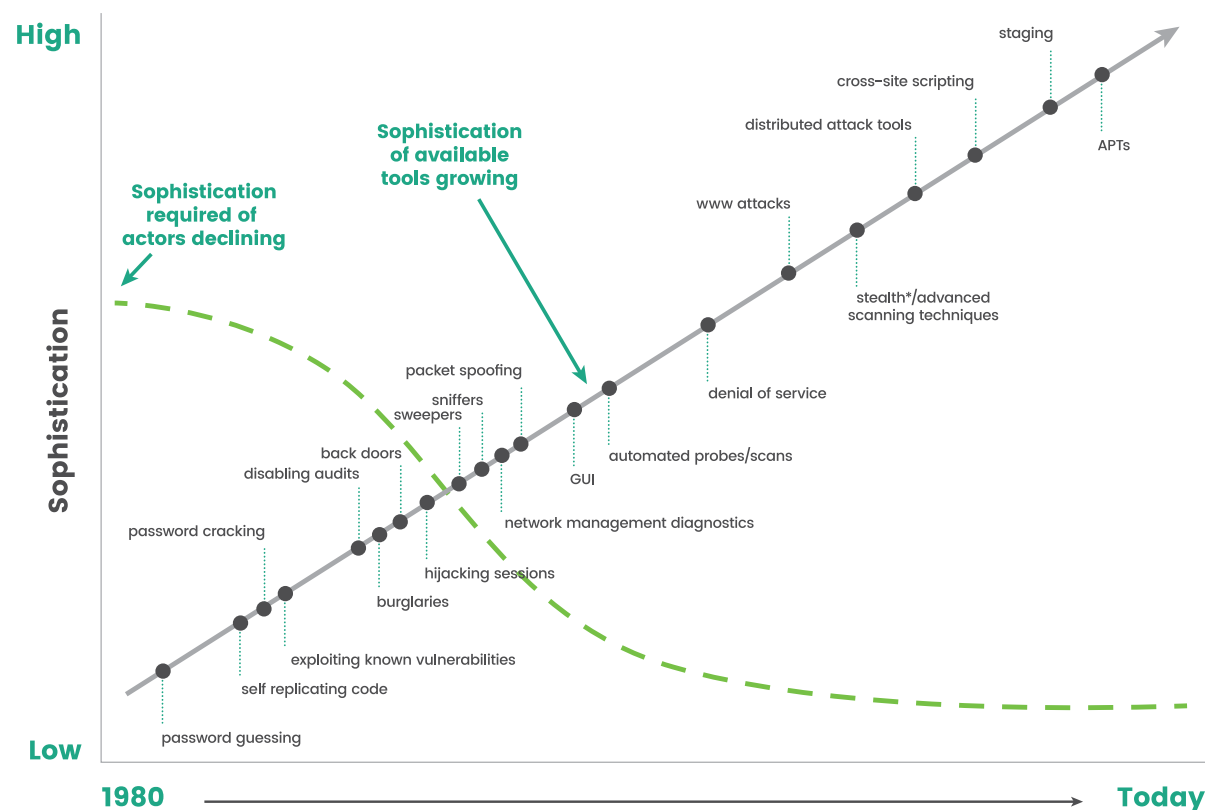 High
staging
cross-site scripting
distributed attack tools
Sophistication
of available
tools growing
APTs
Sophistication
required of
actors declining
www attacks
stealth*/advanced
scanning techniques
Sophistication
packet spoofing
denial of service
sniffers
sweepers
back doors
automated probes/scans
disabling audits
GUI
network management diagnostics
password cracking
hijacking sessions
burglaries
exploiting known vulnerabilities
self replicating code
password guessing
Low
1980
Today